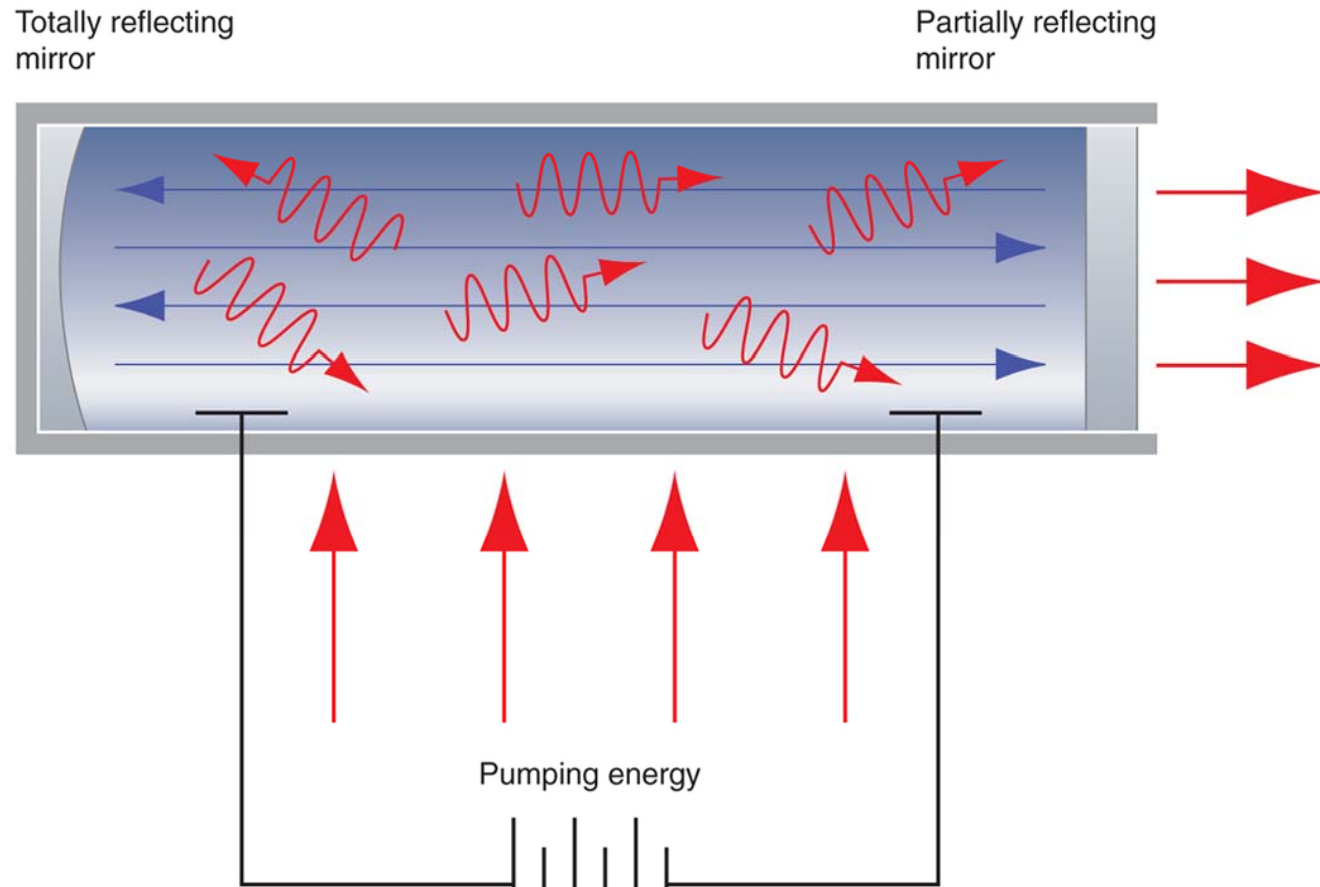 Totally reflecting
mirror
Partially reflecting
mirror
Pumping energy